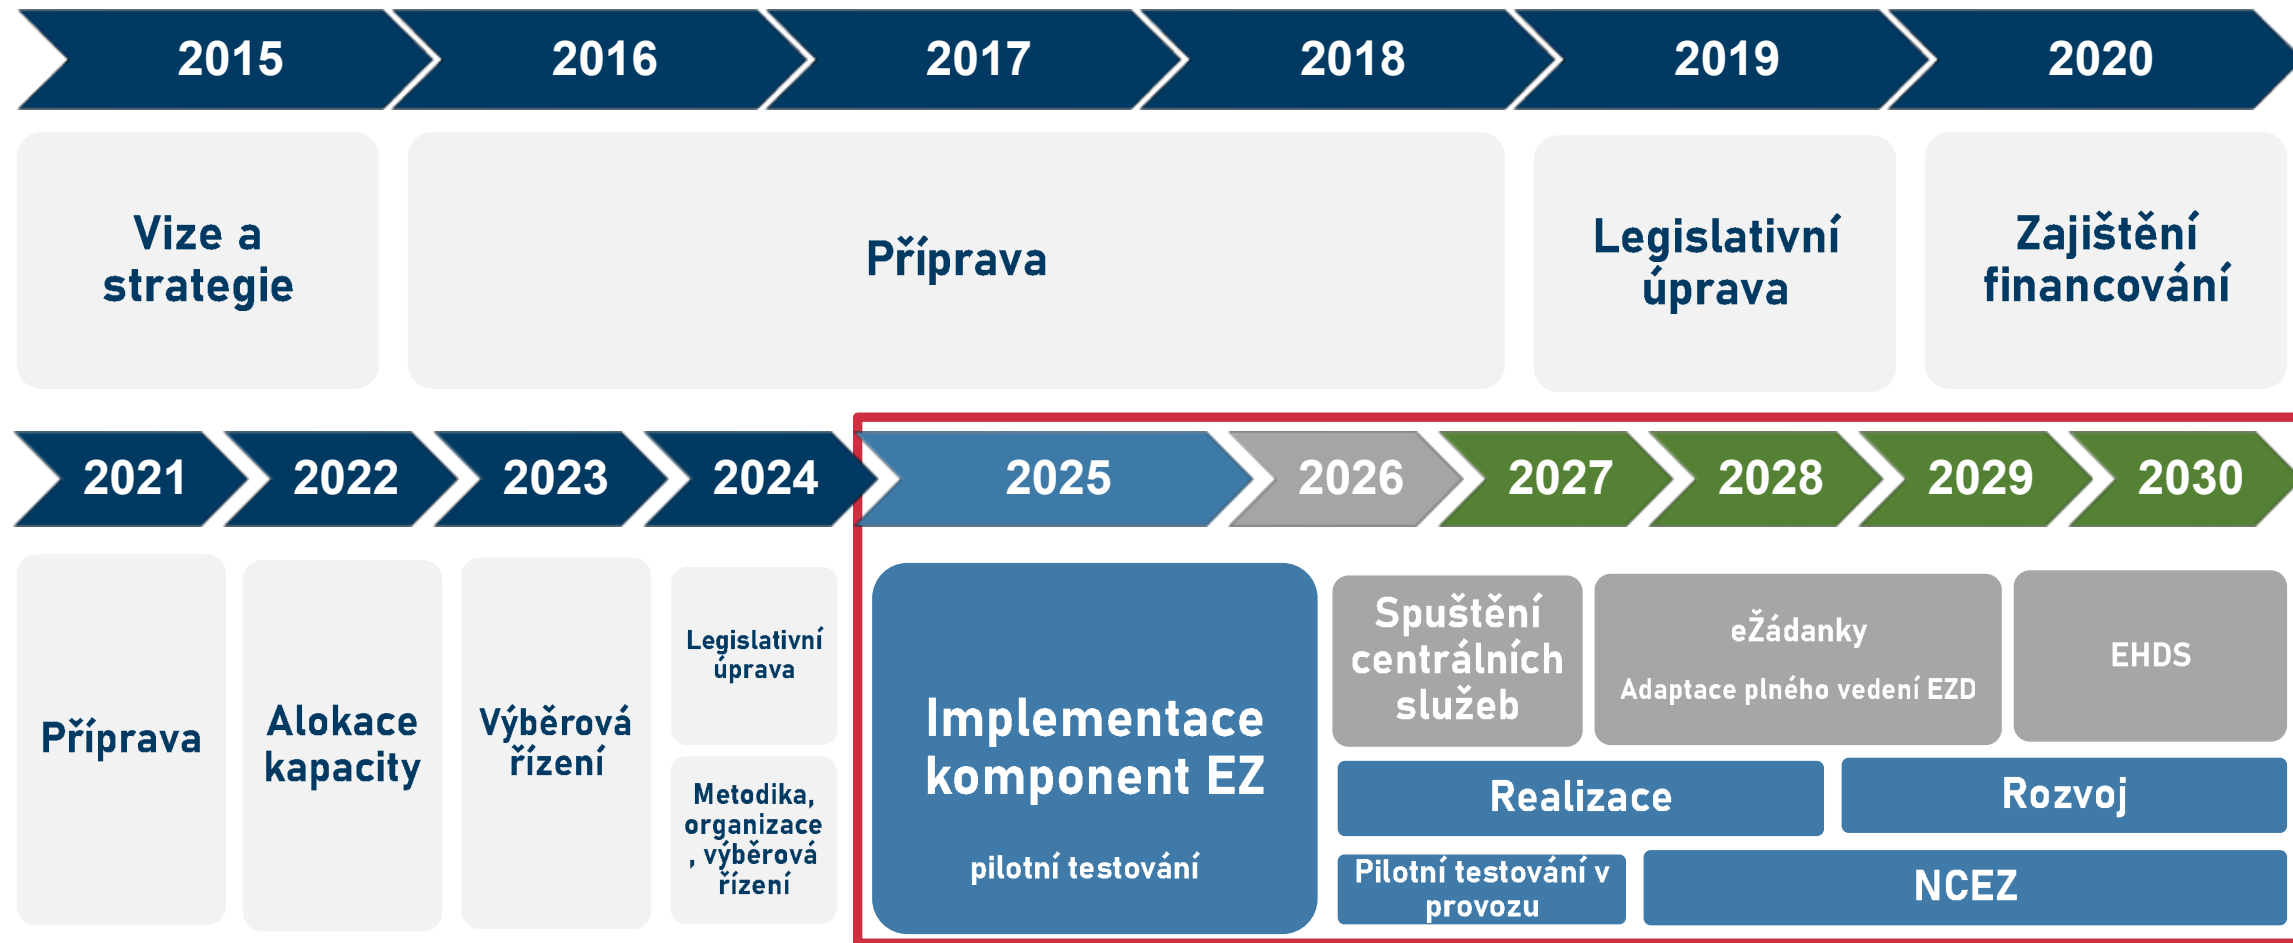 2015
2016
2017
2018
2019
2020
Vize a
strategie
Příprava
Legislativní
úprava
Zajištění
financování
2021
2022
2023
2024
2025
2026
2027
2028
2029
2030
Příprava
Alokace
kapacity
Výběrová
řízení
Legislativní
úprava
Metodika,
organizace
, výběrová
řízení
Implementace
komponent EZ
pilotní testování
Spuštění
centrálních
služeb
eŽádanky
Adaptace plného vedení EZD
EHDS
Realizace
Rozvoj
Pilotní testování v
provozu
NCEZ